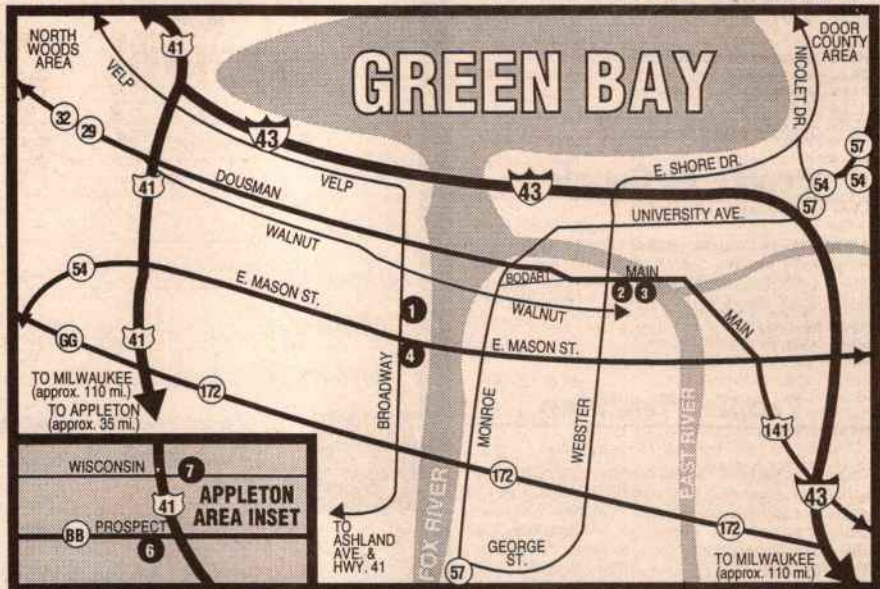 NORTH
WOODS
AREA
41
DOOR
COUNTY
AREA
GREEN BAY
VELP
NICOLET DR.
32
29
43
57
54
54
E. SHORE DR.
43
57
41
DOUSMAN
VELP
UNIVERSITY AVE.
WALNUT
BODART
MAIN
2 3
54
E. MASON ST.
1
WALNUT
MAIN
GG
41
4
E. MASON ST.
TO MILWAUKEE
(approx. 110 mi.)
172
TO APPLETON
(approx. 35 mi.)
BROADWAY
MONROE
WEBSTER
141
EAST RIVER
WISCONSIN
7
41
APPLETON
AREA INSET
172
43
BB
PROSPECT
6
TO
ASHLAND
AVE. &
HWY. 41
FOX RIVER
172
57
GEORGE
ST.
TO MILWAUKEE
(approx. 110 mi.)